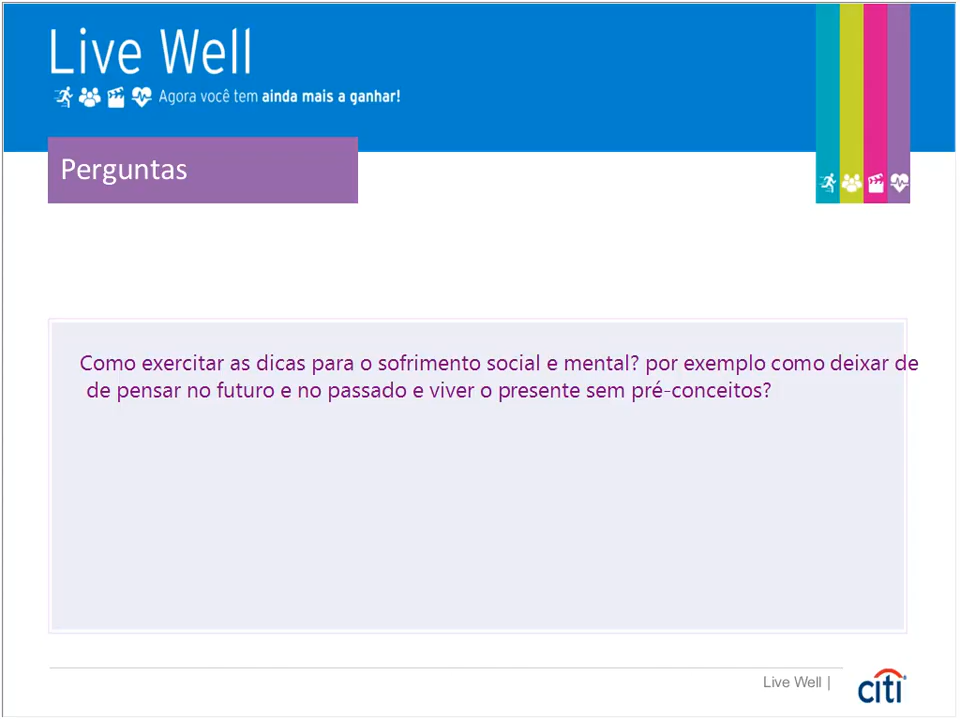 Live Well
Agora você tem ainda mais a ganhar!
Perguntas
Como exercitar as dicas para o sofrimento social e mental? por exemplo como deixar de
de pensar no futuro e no passado e viver o presente sem pré-conceitos?
Live Well |
citi